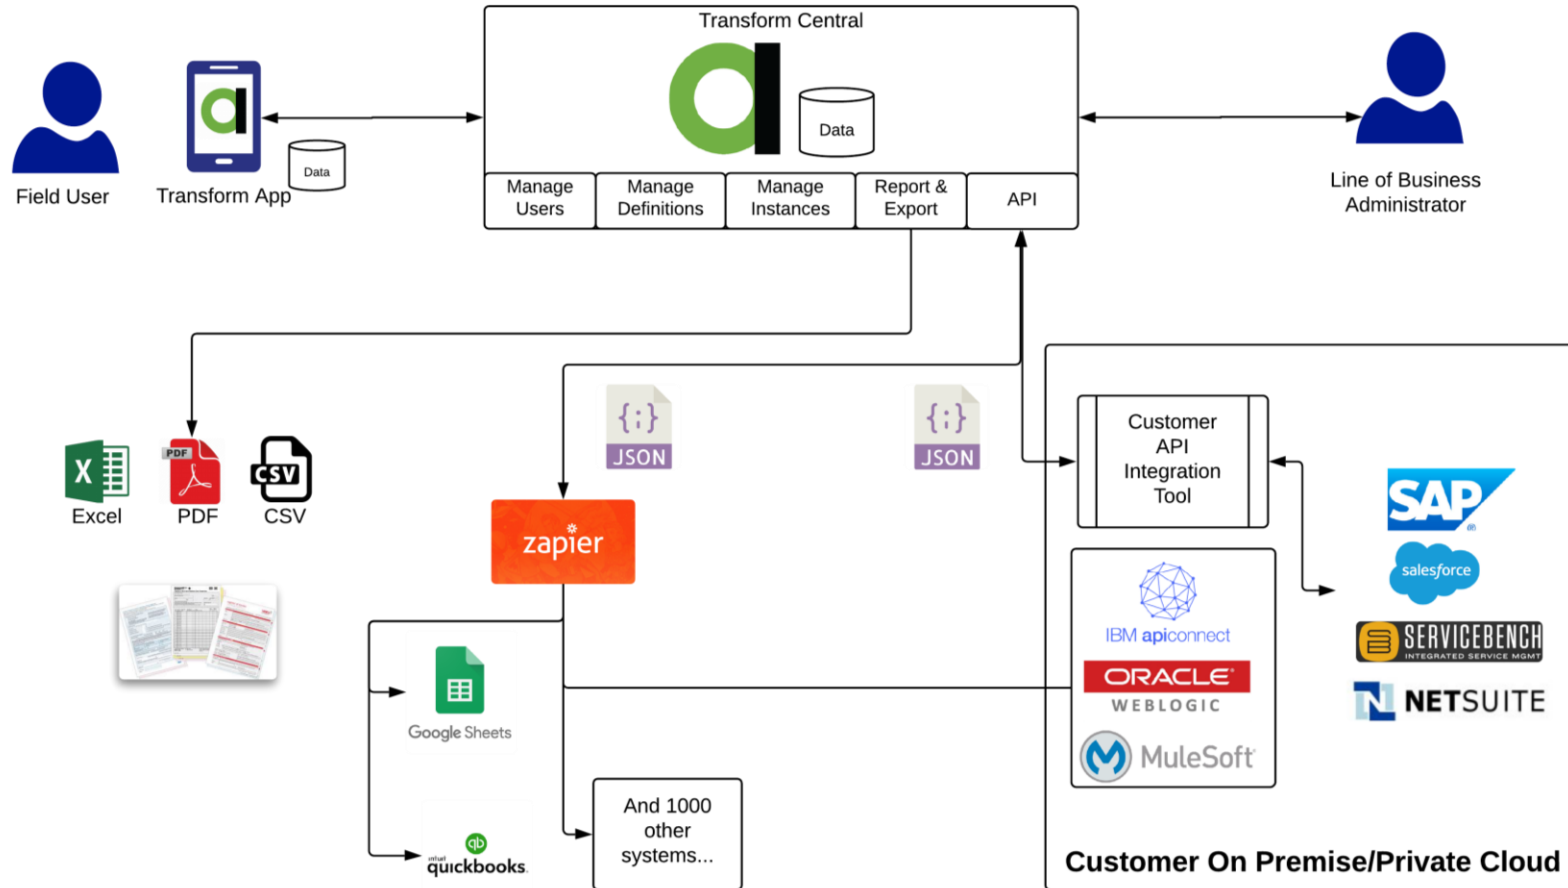 Transform Central
Data
Data
Field User
Transform App
Manage
Users
Manage
Definitions
Manage
Instances
Report &
Export
API
Line of Business
Administrator
{;}
JSON
{;}
JSON
X
Excel
PDF
PDF
CSV
CSV
zapier
Google Sheets
intuit
qb
quickbooks.
And 1000
other
systems...
Customer
API
Integration
Tool
IBM apiconnect
ORACLE
WEBLOGIC
MuleSoft
SAP
salesforce
SERVICEBENCH
INTEGRATED SERVICE MGMT
N NETSUITE
Customer On Premise/Private Cloud